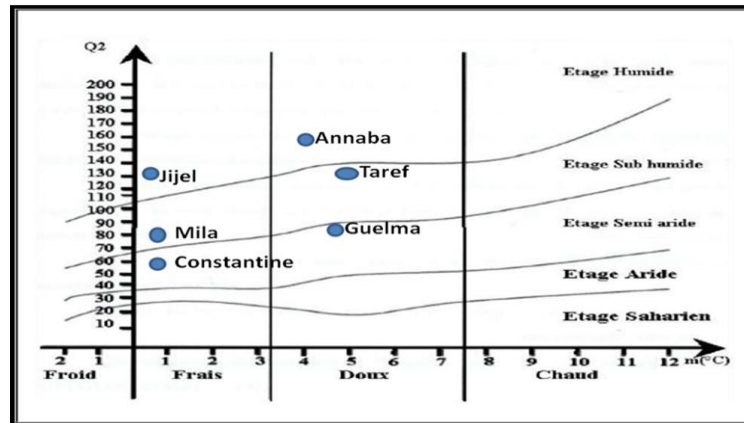 Q2
200
190
180
170
160
150
140
130
120
110
100
90
80
70
60
50
40
30
20
10
Etage Humide
Annaba
Jijel
Taref
Etage Sub humide
Mila
Guelma
Etage Semi aride
Constantine
Etage Aride
Etage Saharien
2 1 1 2 3 4 5 6 7 8 9 10 11 12 m(°C)
Froid Frais Doux Chaud